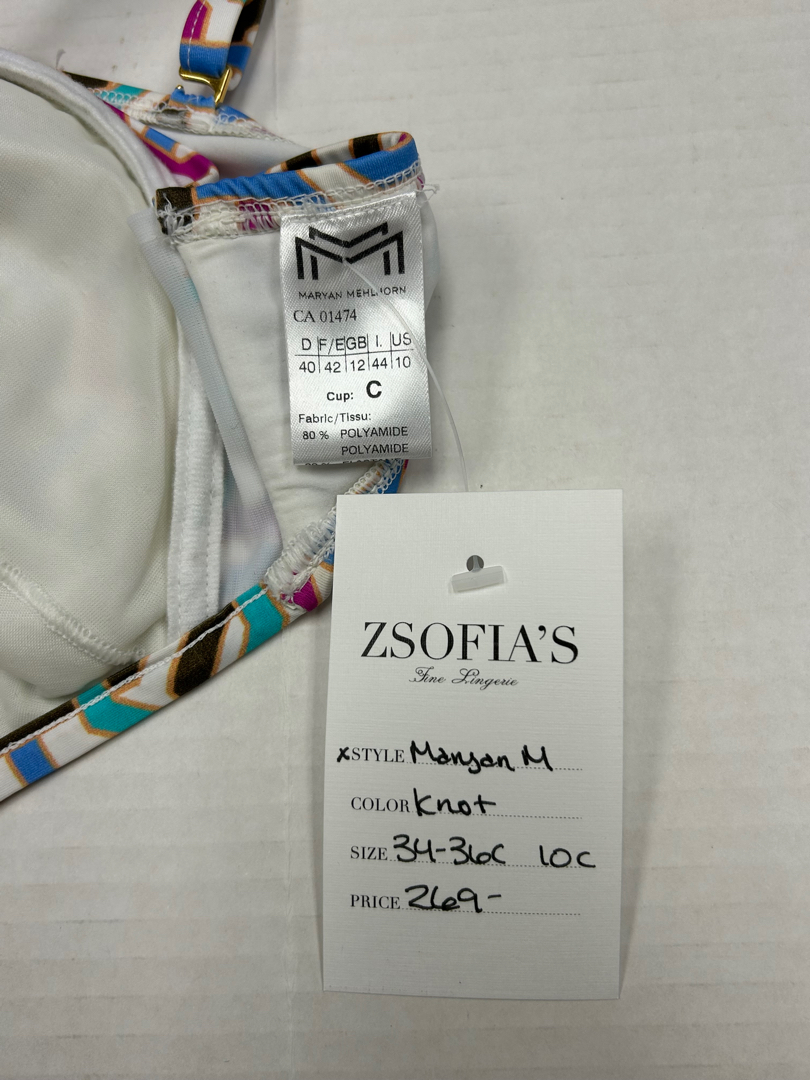 MARYAN MEHLHORN
CA 01474
D F/E GB I. US
40 42 12 44 10
Cup: C
Fabric/Tissu:
80 % POLYAMIDE
POLYAMIDE
ZSOFIA'S
Fine Lingerie
xSTYLE Maryan M
COLOR Knot
SIZE 34-36C 10C
PRICE 269-